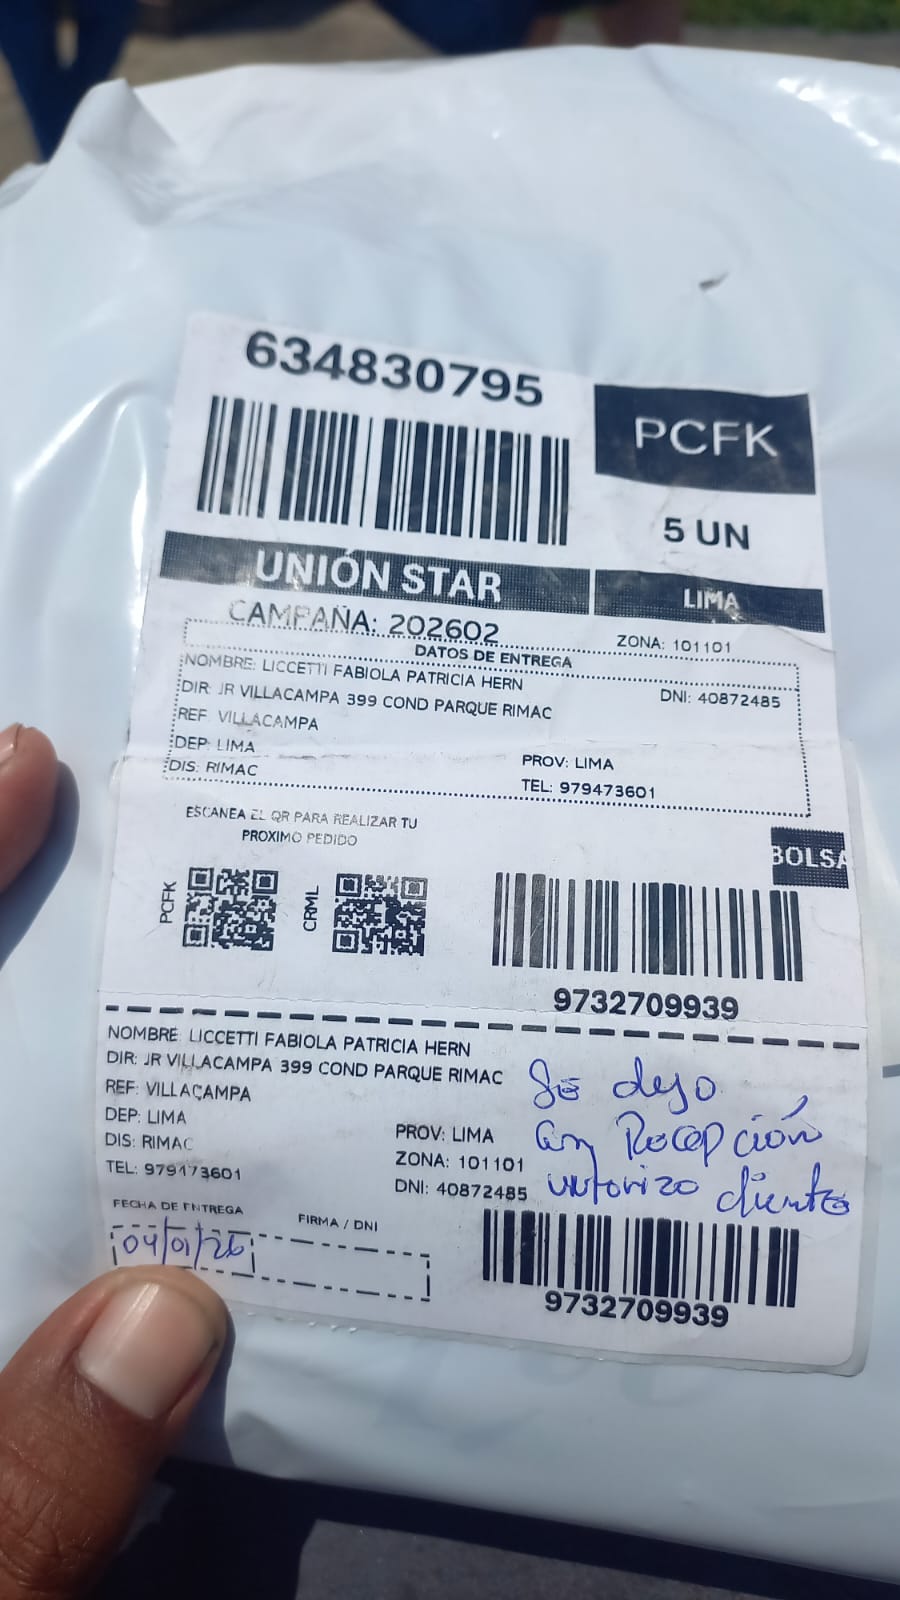 634830795
PCFK
5 UN
UNIÓN STAR
LIMA
CAMPAÑA: 202602
ZONA: 101101
DATOS DE ENTREGA
NOMBRE: LICCETTI FABIOLA PATRICIA HERN
DNI: 40872485
DIR: JR VILLACAMPA 399 COND PARQUE RIMAC
REF: VILLACAMPA
DEP: LIMA
PROV: LIMA
DIS: RIMAC
TEL: 979473601
ESCANEA EL QR PARA REALIZAR TU
PROXIMO PEDIDO
BOLSA
PCFK
CRML
9732709939
NOMBRE: LICCETTI FABIOLA PATRICIA HERN
DIR: JR VILLACAMPA 399 COND PARQUE RIMAC
REF: VILLACAMPA
DEP: LIMA
PROV: LIMA
DIS: RIMAC
ZONA: 101101
TEL: 979473601
DNI: 40872485
Se dejo
en Recepción
autorizo cliente
FECHA DE ENTREGA
FIRMA / DNI
04/01/26
9732709939